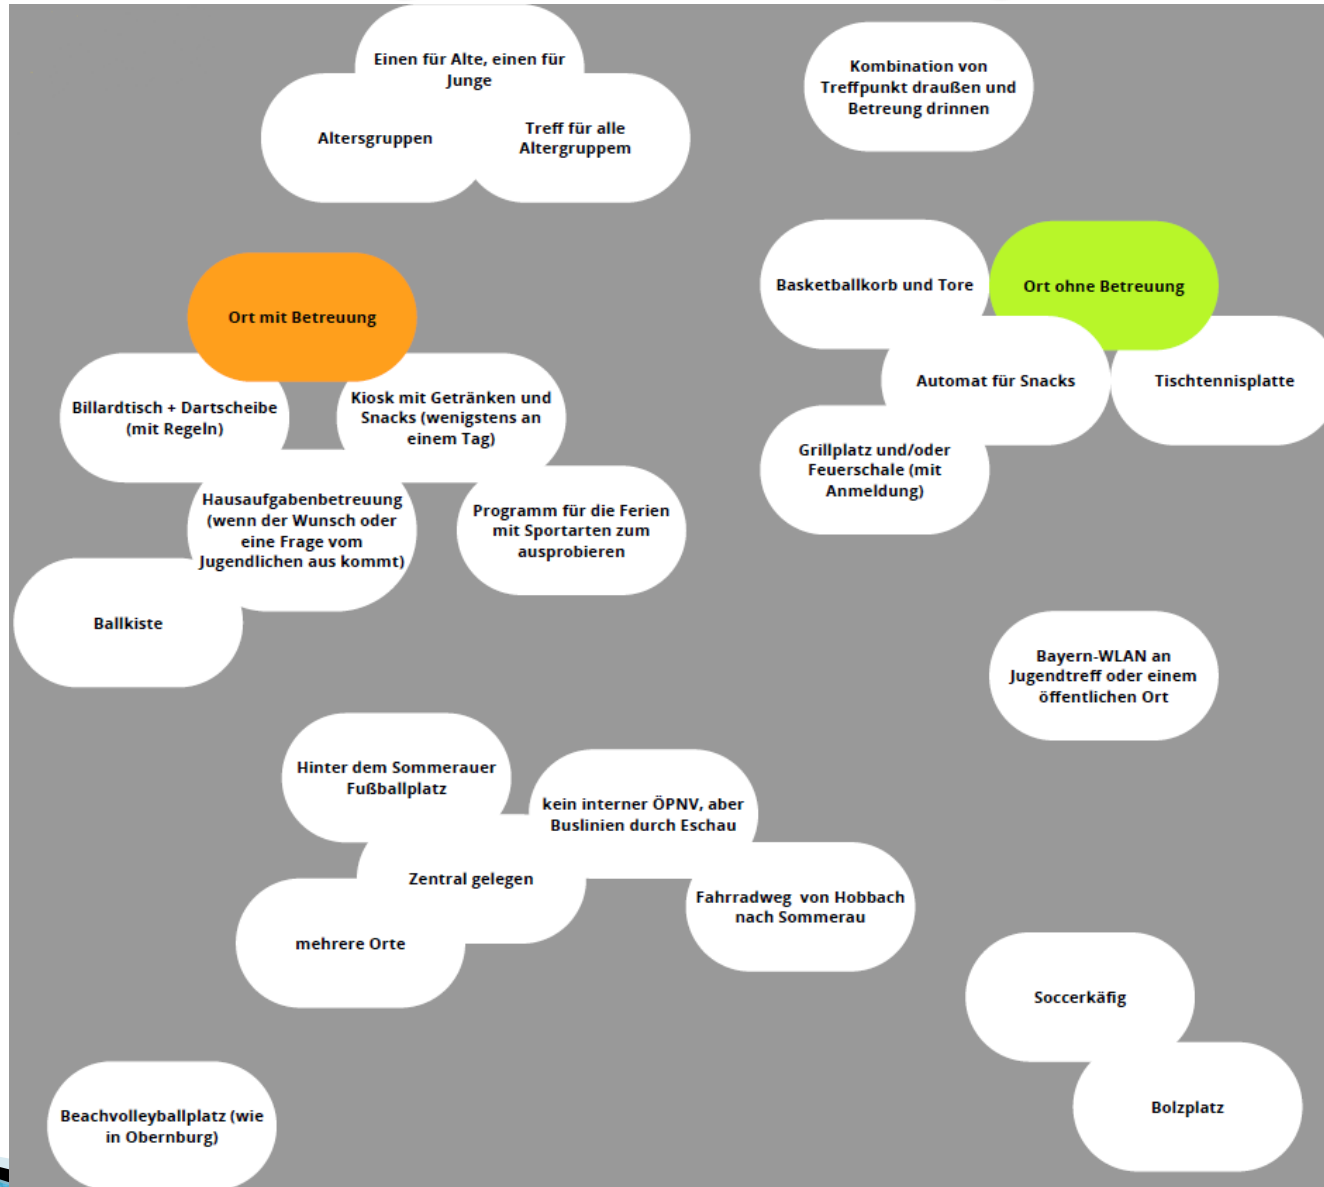 Einen für Alte, einen für
Junge
Altersgruppen
Treff für alle
Altergruppem
Kombination von
Treffpunkt draußen und
Betreung drinnen
Ort mit Betreuung
Billardtisch + Dartscheibe
(mit Regeln)
Kiosk mit Getränken und
Snacks (wenigstens an
einem Tag)
Hausaufgabenbetreuung
(wenn der Wunsch oder
eine Frage vom
Jugendlichen aus kommt)
Programm für die Ferien
mit Sportarten zum
ausprobieren
Ballkiste
Basketballkorb und Tore
Ort ohne Betreuung
Automat für Snacks
Tischtennisplatte
Grillplatz und/oder
Feuerschale (mit
Anmeldung)
Bayern-WLAN an
Jugendtreff oder einem
öffentlichen Ort
Hinter dem Sommerauer
Fußballplatz
kein interner ÖPNV, aber
Buslinien durch Eschau
Zentral gelegen
Fahrradweg von Hobbach
nach Sommerau
mehrere Orte
Soccerkäfig
Bolzplatz
Beachvolleyballplatz (wie
in Obernburg)